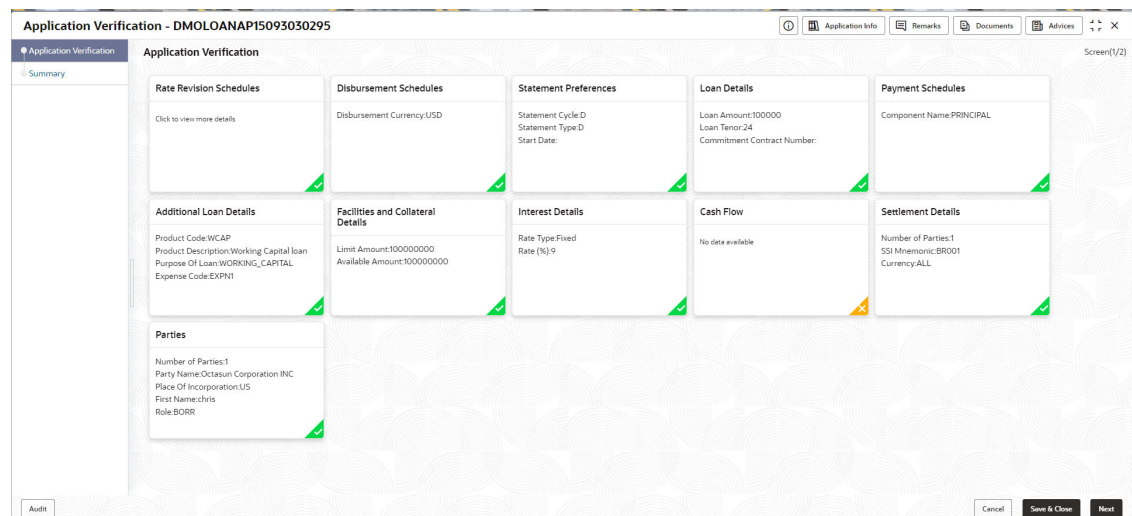 Application Verification - DMOLOANAP15093030295
Application Info
Remarks
Documents
Advices
Application Verification
Summary
Application Verification
Screen(1/2)
Rate Revision Schedules
Click to view more details
Disbursement Schedules
Disbursement Currency:USD
Statement Preferences
Statement Cycle:D
Statement Type:D
Start Date:
Loan Details
Loan Amount:100000
Loan Tenor:24
Commitment Contract Number:
Payment Schedules
Component Name:PRINCIPAL
Additional Loan Details
Product Code:WCAP
Product Description:Working Capital loan
Purpose Of Loan:WORKING_CAPITAL
Expense Code:EXPN1
Facilities and Collateral
Details
Limit Amount:100000000
Available Amount:100000000
Interest Details
Rate Type:Fixed
Rate (%):9
Cash Flow
No data available
Settlement Details
Number of Parties:1
SSI Mnemonic:BR001
Currency:ALL
Parties
Number of Parties:1
Party Name:Octasun Corporation INC
Place Of Incorporation:US
First Name:chris
Role:BORR
Audit
Cancel
Save & Close
Next